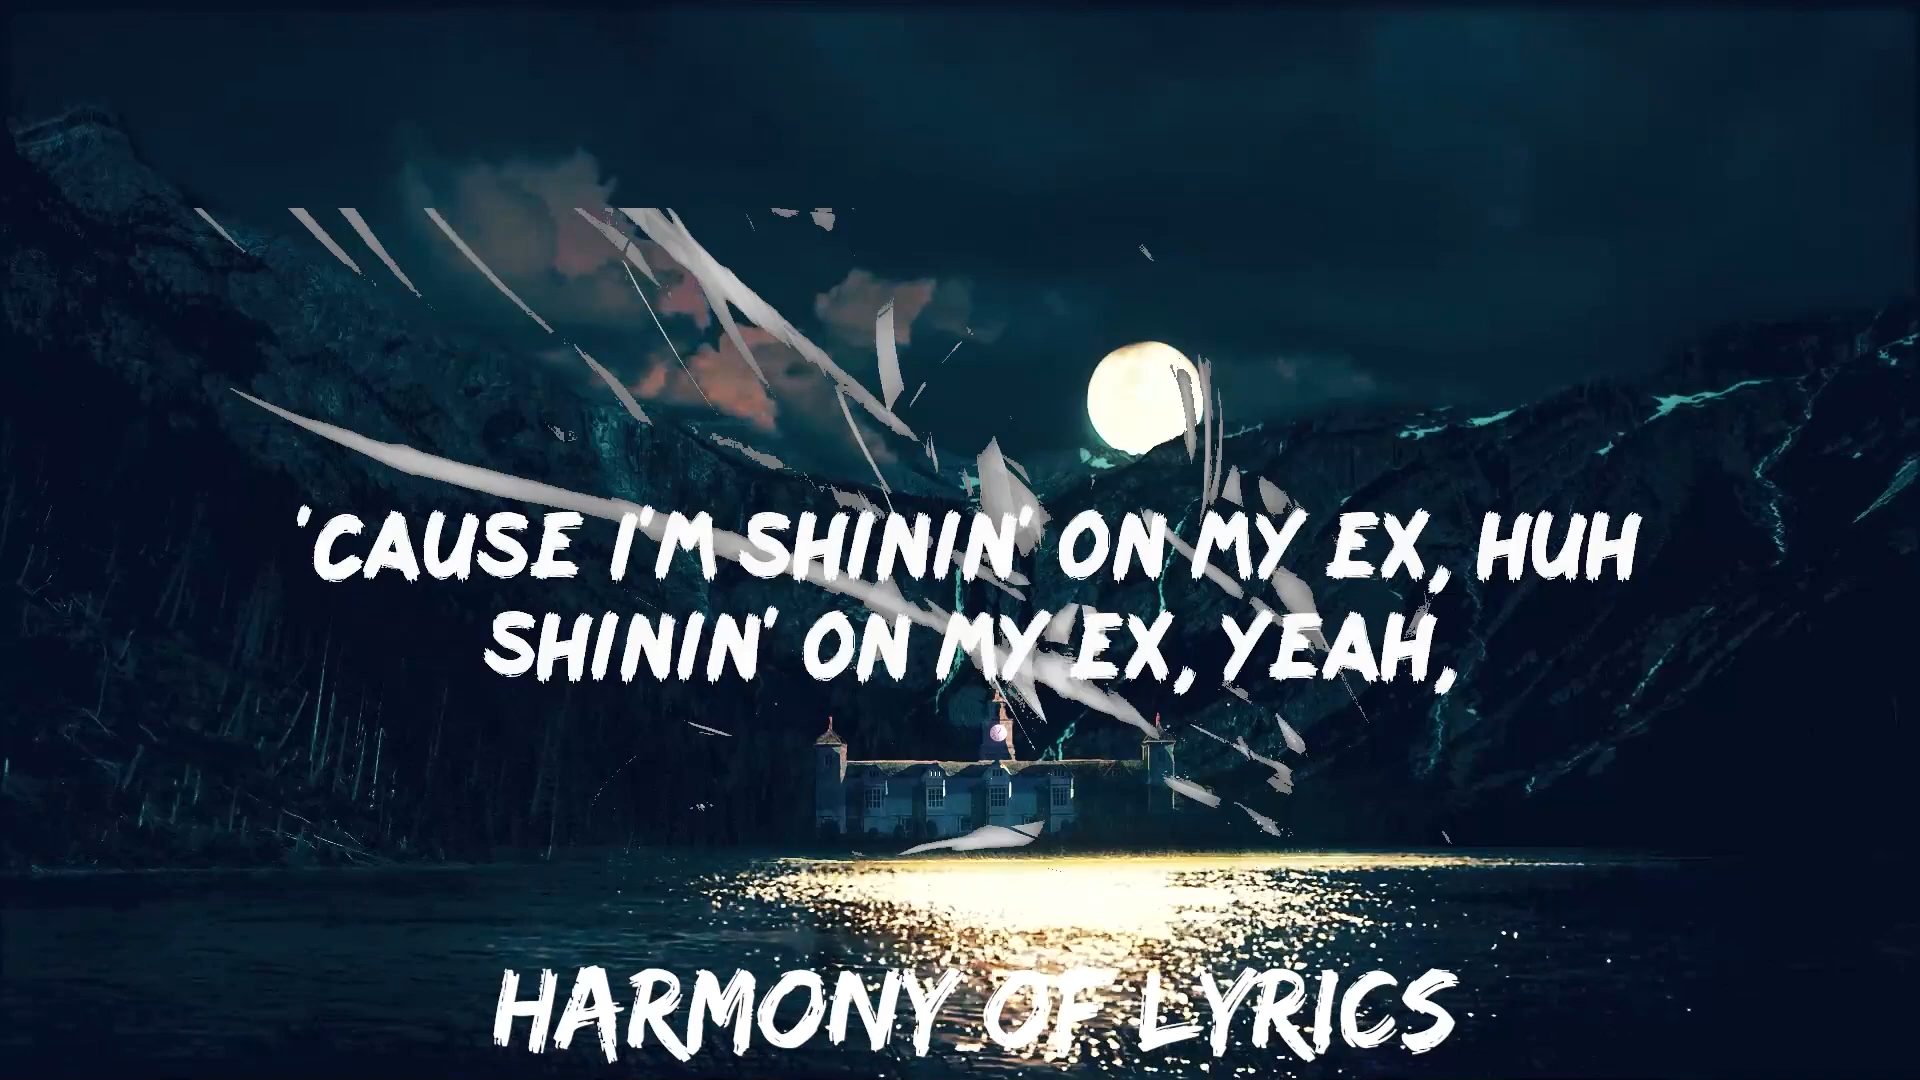 'CAUSE I'M SHININ' ON MY EX, HUH
SHININ' ON MY EX, YEAH,
HARMONY OF LYRICS